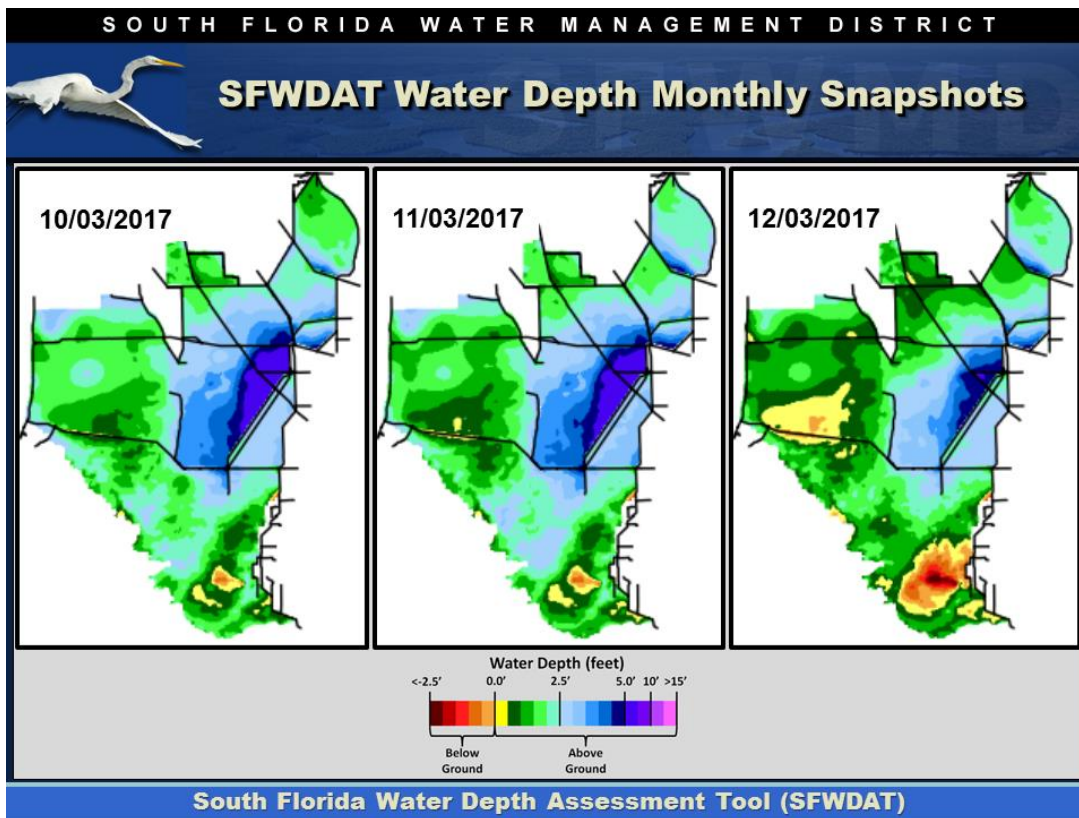 SOUTH FLORIDA WATER MANAGEMENT DISTRICT
SFWDAT Water Depth Monthly Snapshots
10/03/2017
11/03/2017
12/03/2017
Water Depth (feet)
<-2.5' 0.0' 2.5' 5.0' 10' >15'
Below Above
Ground Ground
South Florida Water Depth Assessment Tool (SFWDAT)